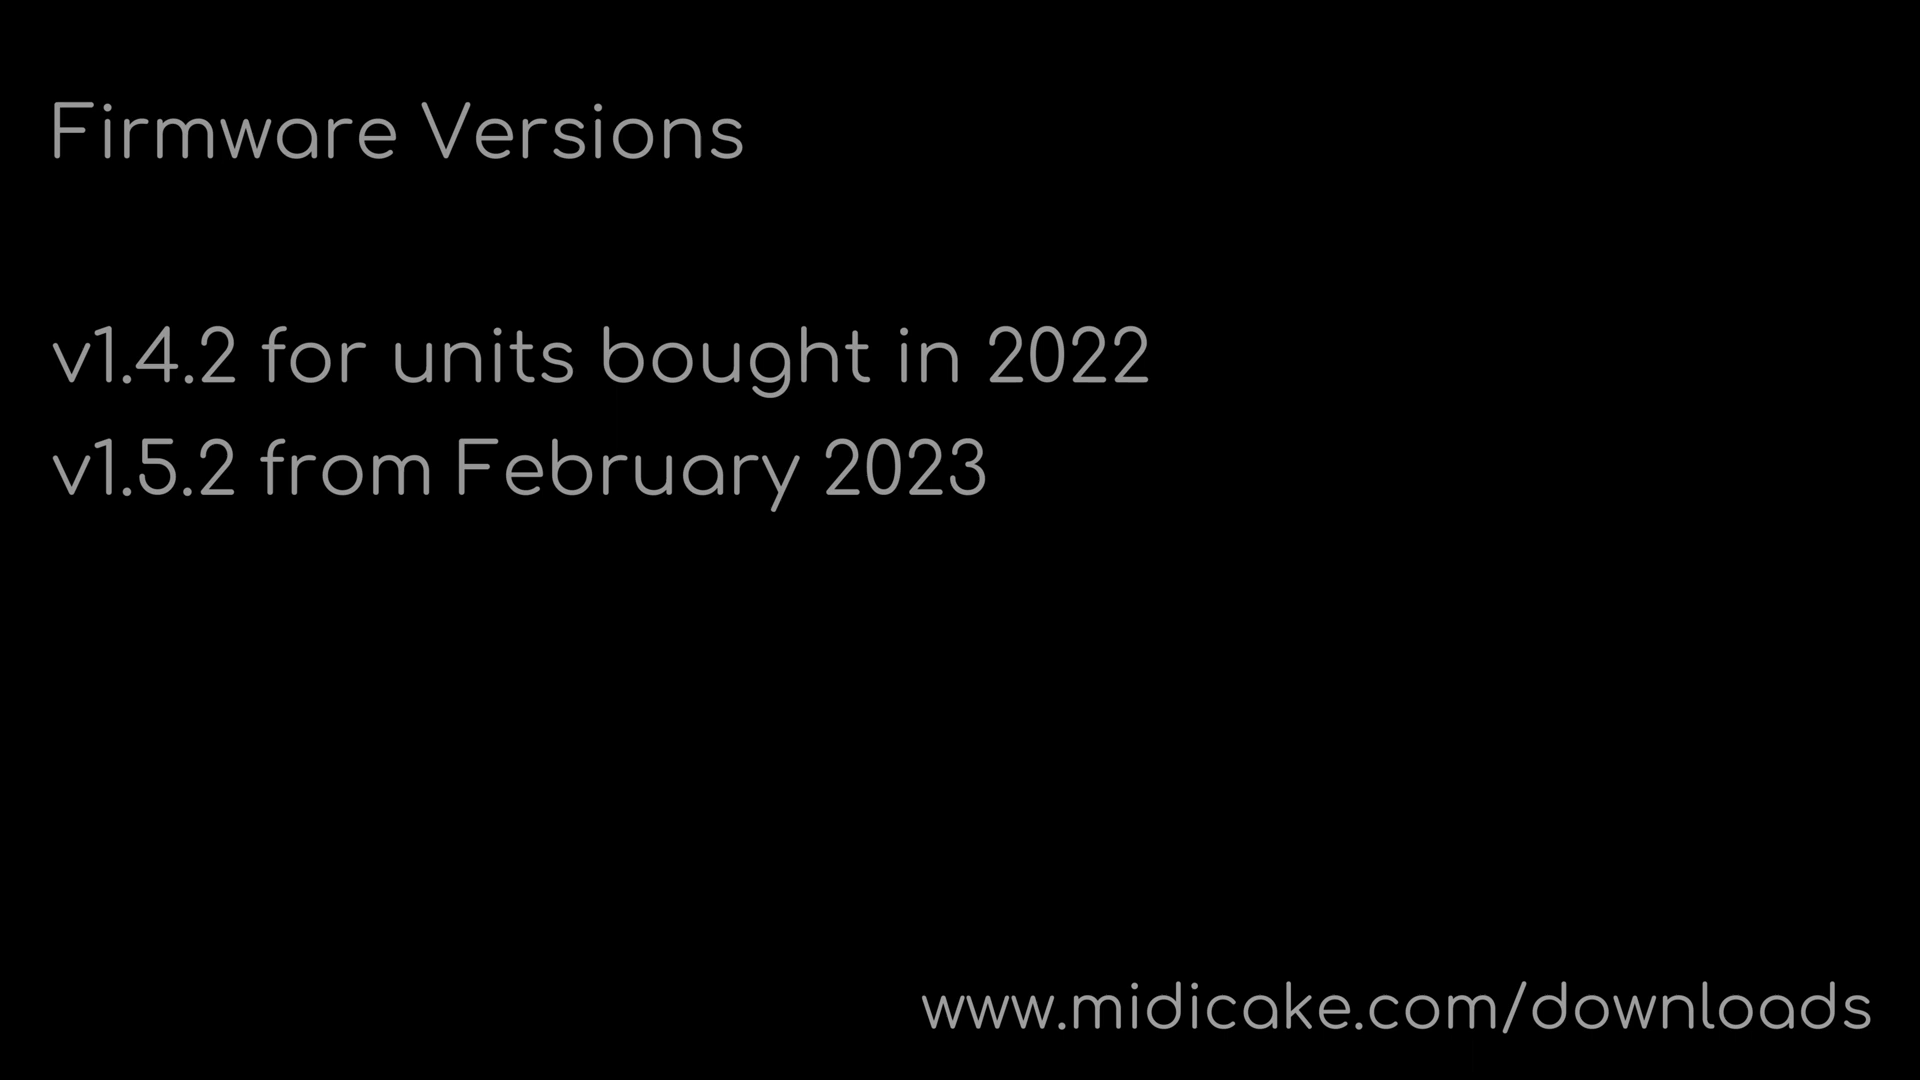 Firmware Versions
v1.4.2 for units bought in 2022
v1.5.2 from February 2023
www.midicake.com/downloads